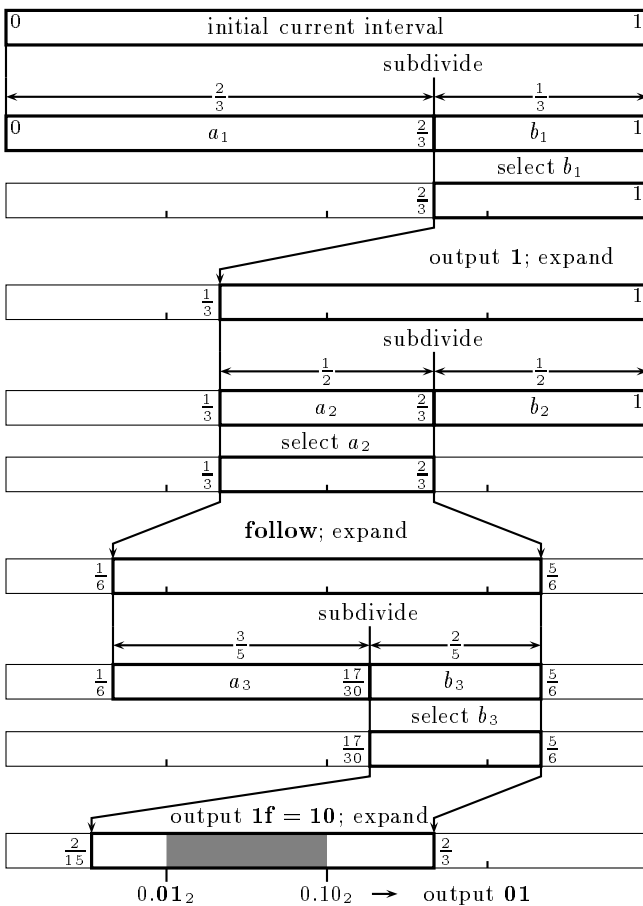 0 initial current interval 1
subdivide
2/3 1/3
0 a₁ 2/3 b₁ 1
select b₁
2/3 1
output 1; expand
1/3 1
subdivide
1/2 1/2
1/3 a₂ 2/3 b₂ 1
select a₂
1/3 2/3
follow; expand
1/6 5/6
subdivide
3/5 2/5
1/6 a₃ 17/30 b₃ 5/6
select b₃
17/30 5/6
output 1f = 10; expand
2/15 2/3
0.01₂ 0.10₂ → output 01